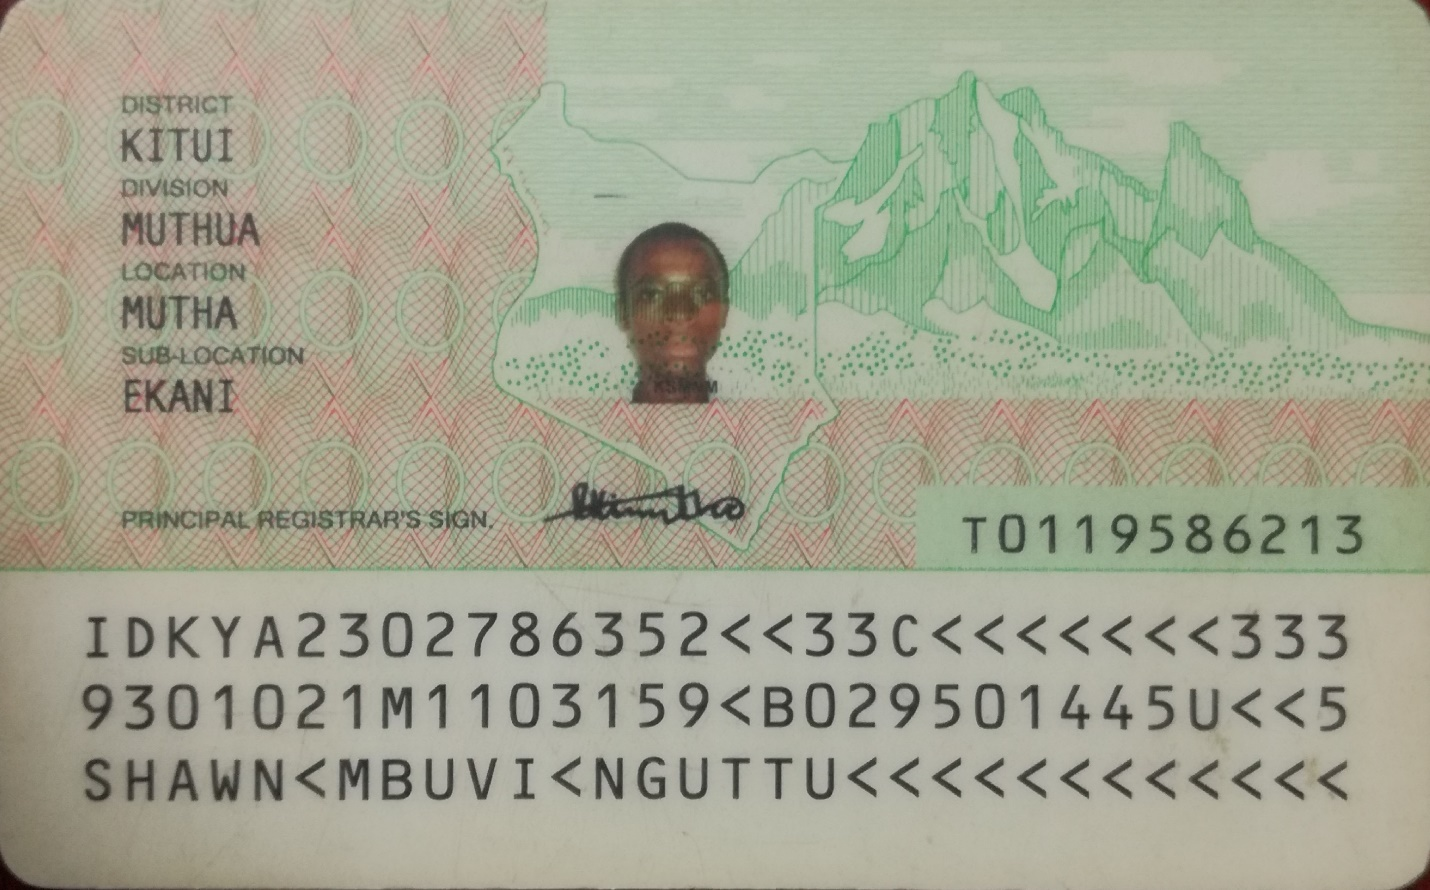 DISTRICT
KITUI
DIVISION
MUTHUA
LOCATION
MUTHA
SUB-LOCATION
EKANI
PRINCIPAL REGISTRAR'S SIGN.
T0119586213
IDKYA2302786352<<33C<<<<<<<333
9301021M1103159<B029501445U<<5
SHAWN<MBUVI<NGUTTU<<<<<<<<<<<<